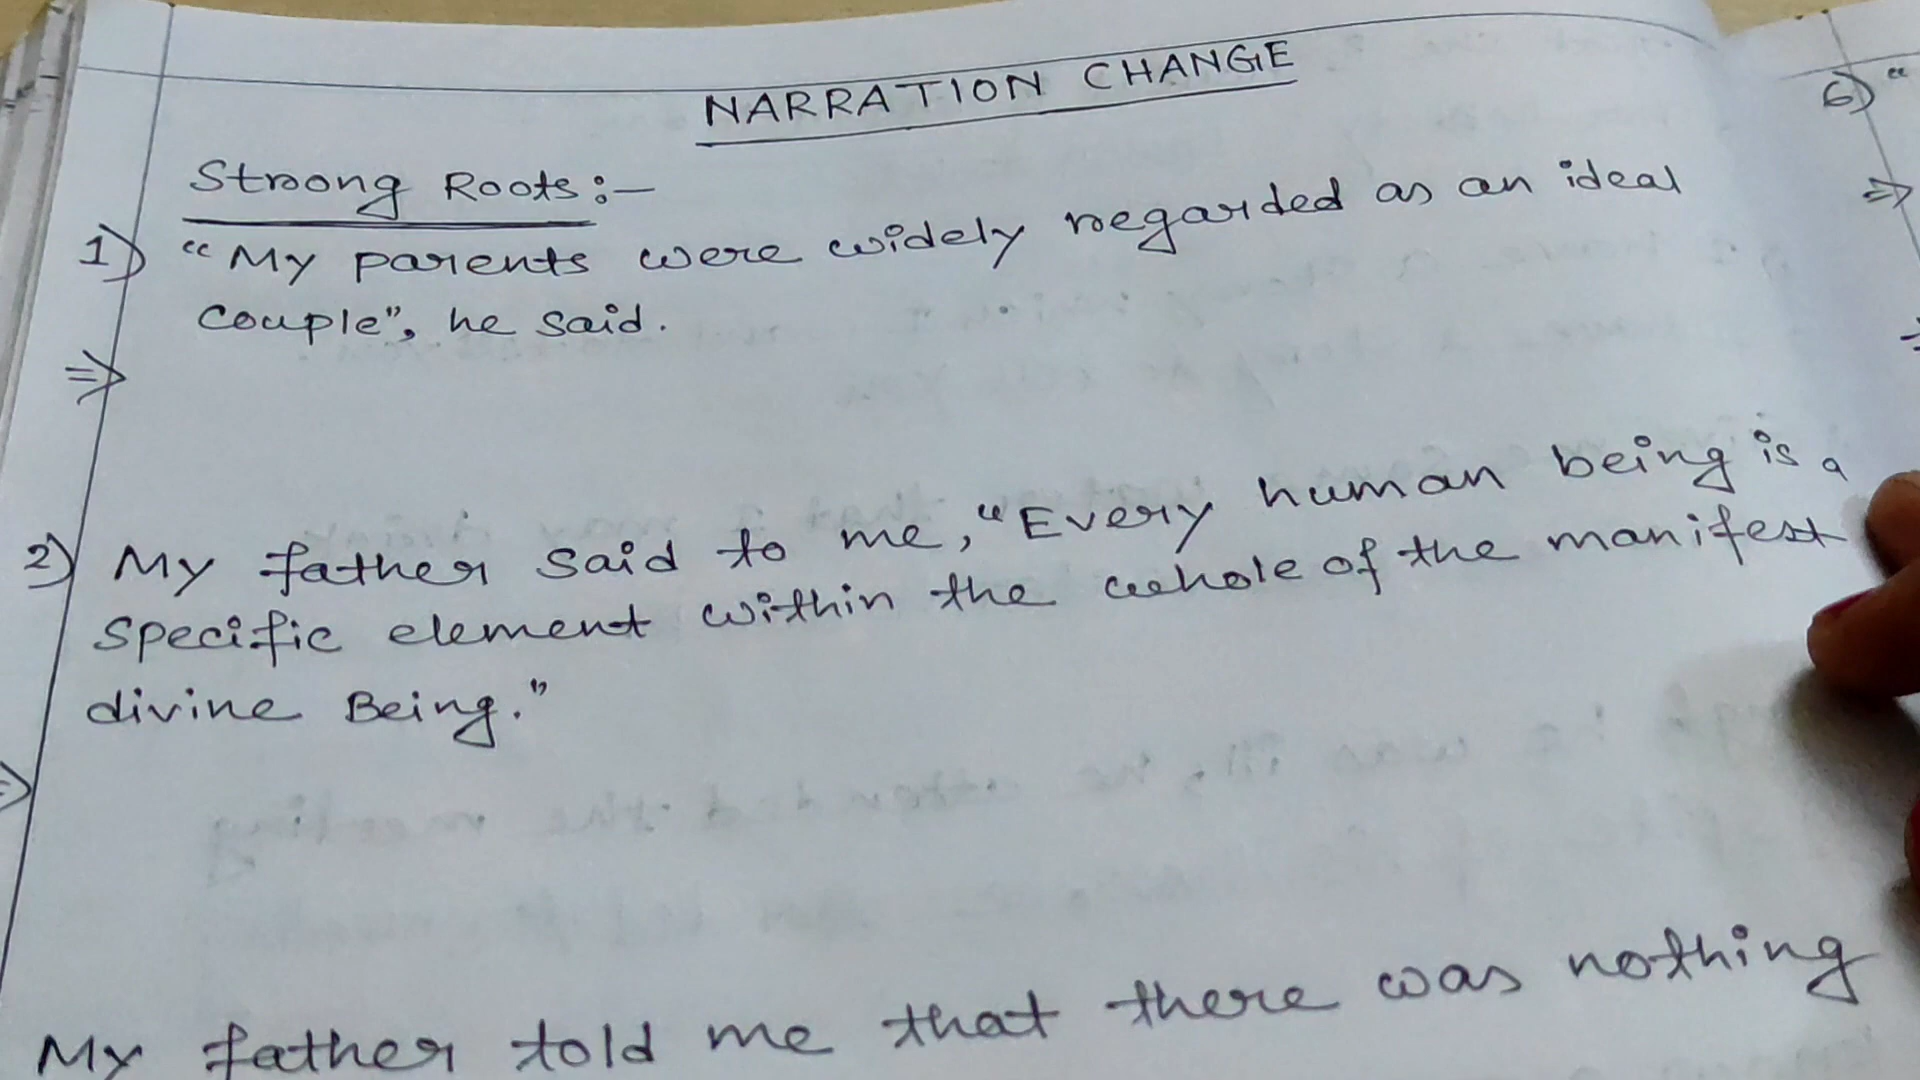 NARRATION CHANGE
Strong Roots:-
1) "My parents were widely regarded as an ideal
couple", he said.
⇒
2) My father said to me, "Every human being is a
specific element within the whole of the manifest
divine Being."
⇒
My father told me that there was nothing
6) "
⇒